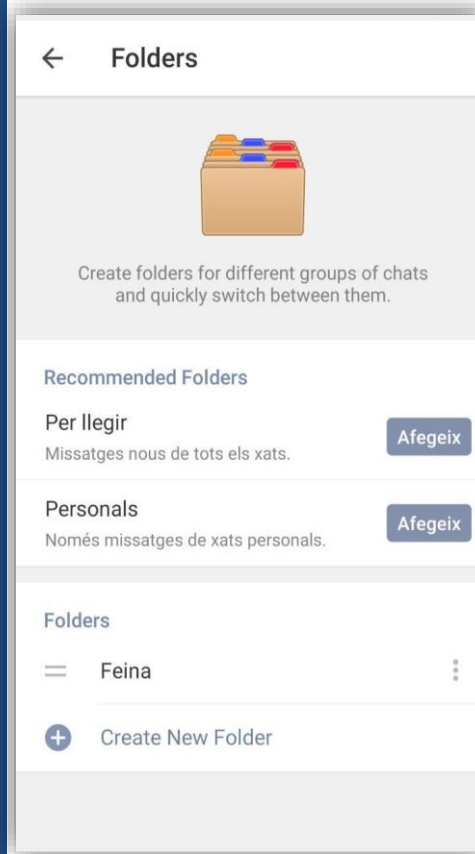 Folders
Create folders for different groups of chats
and quickly switch between them.
Recommended Folders
Per llegir
Afegeix
Missatges nous de tots els xats.
Personals
Afegeix
Només missatges de xats personals.
Folders
Feina
Create New Folder